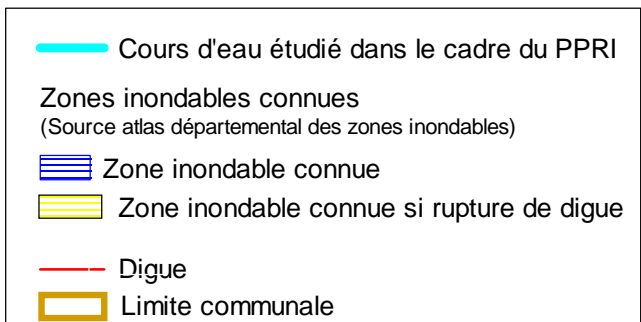 Cours d'eau étudié dans le cadre du PPRI
Zones inondables connues
(Source atlas départemental des zones inondables)
Zone inondable connue
Zone inondable connue si rupture de digue
Digue
Limite communale